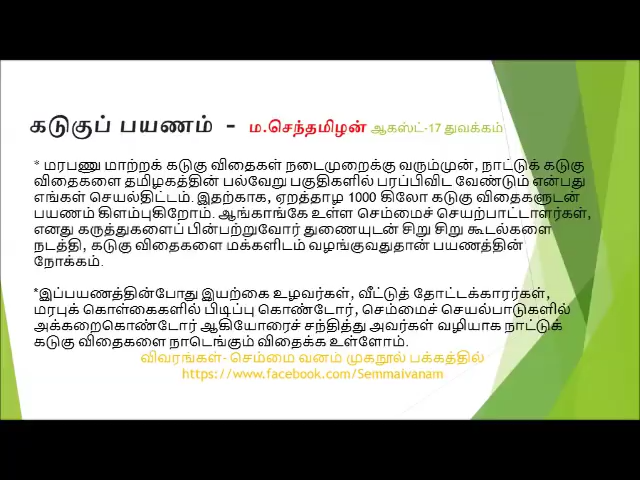 கடுகுப் பயணம் - ம.செந்தமிழன் ஆகஸ்ட்-17 துவக்கம்
* மரபணு மாற்றக் கடுகு விதைகள் நடைமுறைக்கு வரும்முன், நாட்டுக் கடுகு
விதைகளை தமிழகத்தின் பல்வேறு பகுதிகளில் பரப்பிவிட வேண்டும் என்பது
எங்கள் செயல்திட்டம். இதற்காக, ஏறத்தாழ 1000 கிலோ கடுகு விதைகளுடன்
பயணம் கிளம்புகிறோம். ஆங்காங்கே உள்ள செம்மைச் செயற்பாட்டாளர்கள்,
எனது கருத்துகளைப் பின்பற்றுவோர் துணையுடன் சிறு சிறு கூடல்களை
நடத்தி, கடுகு விதைகளை மக்களிடம் வழங்குவதுதான் பயணத்தின்
நோக்கம்.
*இப்பயணத்தின்போது இயற்கை உழவர்கள், வீட்டுத் தோட்டக்காரர்கள்,
மரபுக் கொள்கைகளில் பிடிப்பு கொண்டோர், செம்மைச் செயல்பாடுகளில்
அக்கறைகொண்டோர் ஆகியோரைச் சந்தித்து அவர்கள் வழியாக நாட்டுக்
கடுகு விதைகளை நாடெங்கும் விதைக்க உள்ளோம்.
விவரங்கள்- செம்மை வனம் முகநூல் பக்கத்தில்
https://www.facebook.com/Semmaivanam